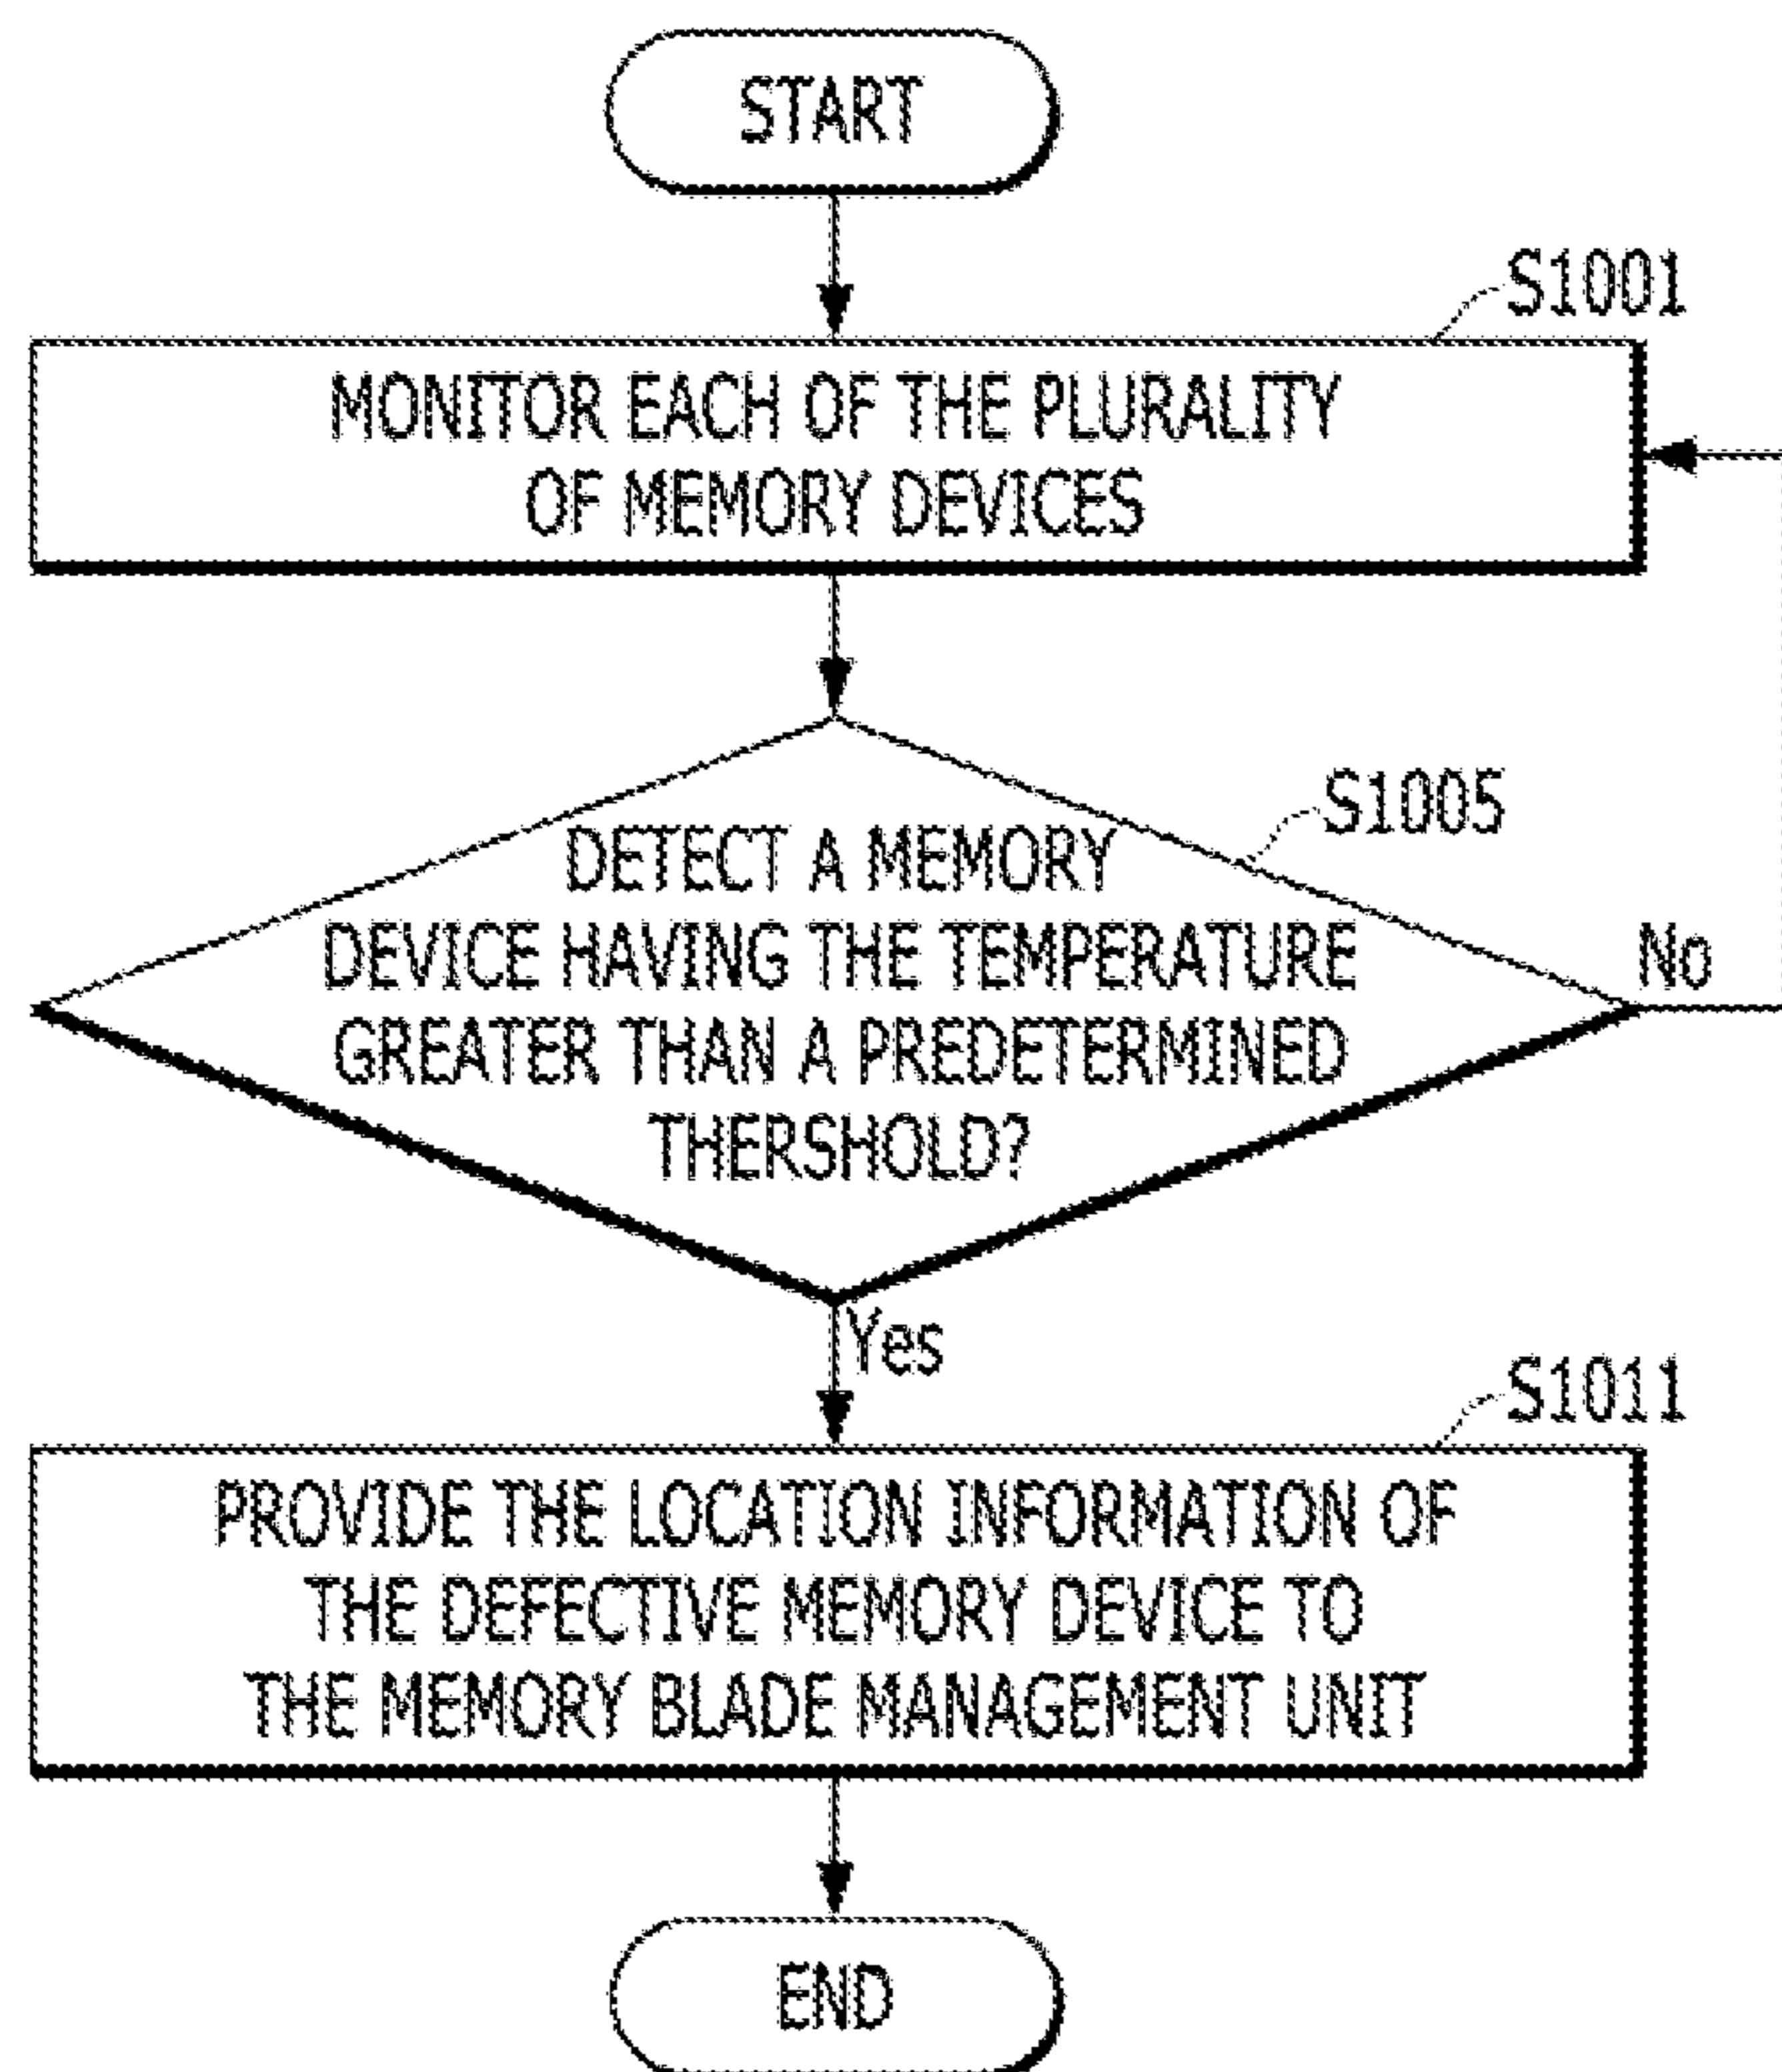 START
S1001
MONITOR EACH OF THE PLURALITY
OF MEMORY DEVICES
S1005
DETECT A MEMORY
DEVICE HAVING THE TEMPERATURE
GREATER THAN A PREDETERMINED
THERSHOLD?
No
Yes
S1011
PROVIDE THE LOCATION INFORMATION OF
THE DEFECTIVE MEMORY DEVICE TO
THE MEMORY BLADE MANAGEMENT UNIT
END